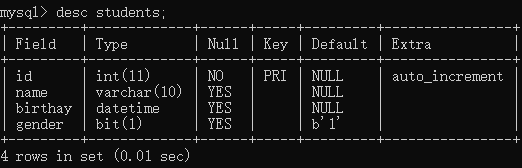 mysql> desc students;
+----------+-------------+------+-----+---------+----------------+
| Field | Type | Null | Key | Default | Extra |
+----------+-------------+------+-----+---------+----------------+
| id | int(11) | NO | PRI | NULL | auto_increment |
| name | varchar(10) | YES | | NULL | |
| birthay | datetime | YES | | NULL | |
| gender | bit(1) | YES | | b'1' | |
+----------+-------------+------+-----+---------+----------------+
4 rows in set (0.01 sec)